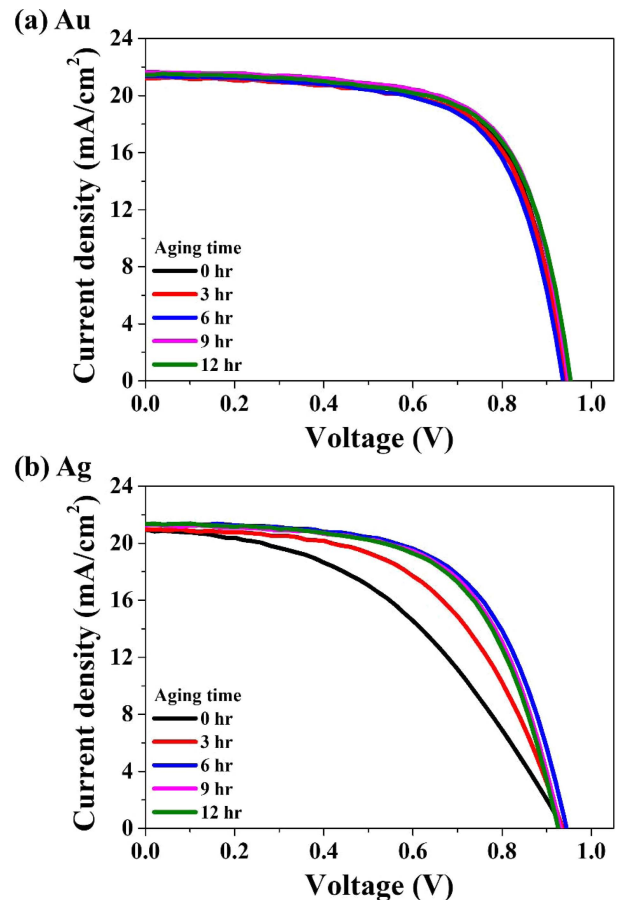 (a) Au
24
20
16
12
8
4
0
Current density (mA/cm²)
Aging time
0 hr
3 hr
6 hr
9 hr
12 hr
0.0 0.2 0.4 0.6 0.8 1.0
Voltage (V)
(b) Ag
24
20
16
12
8
4
0
Current density (mA/cm²)
Aging time
0 hr
3 hr
6 hr
9 hr
12 hr
0.0 0.2 0.4 0.6 0.8 1.0
Voltage (V)